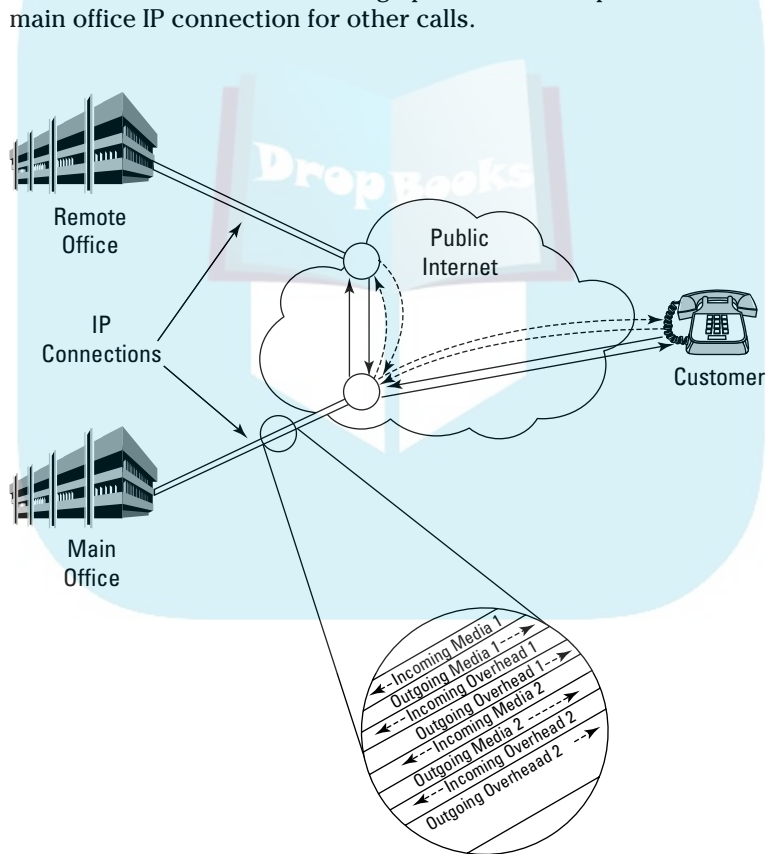 main office IP connection for other calls.
Drop Books
Remote
Office
Public
Internet
IP
Connections
Customer
Main
Office
Incoming Media 1
Outgoing Media 1
Incoming Overhead 1
Outgoing Overhead 1
Incoming Media 2
Outgoing Media 2
Incoming Overhead 2
Outgoing Overheaad 2